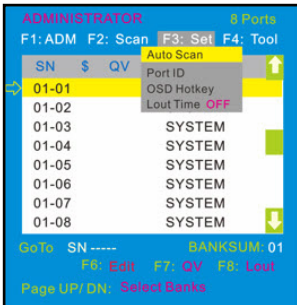 ADMINISTRATOR 8 Ports
F1: ADM F2: Scan F3: Set F4: Tool
SN $ QV
Auto Scan
Port ID
OSD Hotkey
Lout Time OFF
01-01
01-02
01-03 SYSTEM
01-04 SYSTEM
01-05 SYSTEM
01-06 SYSTEM
01-07 SYSTEM
01-08 SYSTEM
GoTo SN ----- BANKSUM: 01
F6: Edit F7: QV F8: Lout
Page UP/ DN: Select Banks